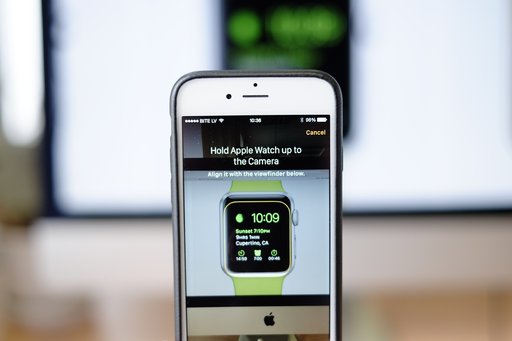 BITE LV 10:36 96%
Cancel
Hold Apple Watch up to
the Camera
Align it with the viewfinder below.
10:09
Sunset 7:10PM
Cupertino, CA